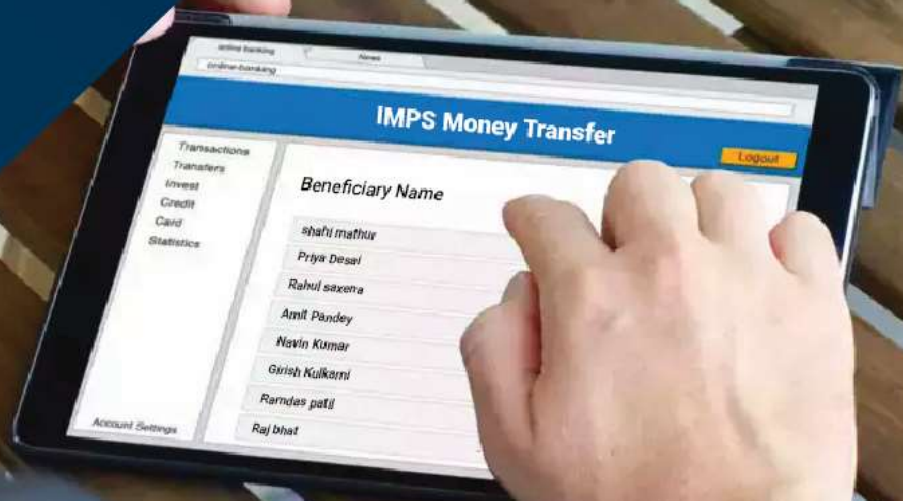 online banking
News
online-banking
IMPS Money Transfer
Logout
Transactions
Transfers
Invest
Credit
Card
Statistics
Account Settings
Beneficiary Name
shahi mathur
Priya Desai
Rahul saxena
Amit Pandey
Navin Kumar
Girish Kulkarni
Ramdas patil
Raj bhat